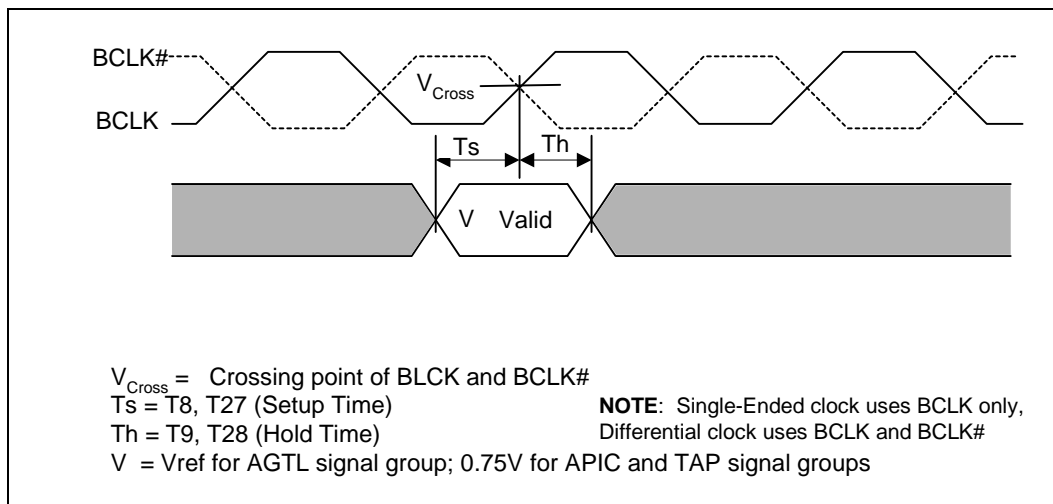 BCLK#
V_Cross
BCLK
Ts Th
V Valid
V_Cross = Crossing point of BLCK and BCLK#
Ts = T8, T27 (Setup Time)
Th = T9, T28 (Hold Time)
V = Vref for AGTL signal group; 0.75V for APIC and TAP signal groups
NOTE: Single-Ended clock uses BCLK only,
Differential clock uses BCLK and BCLK#